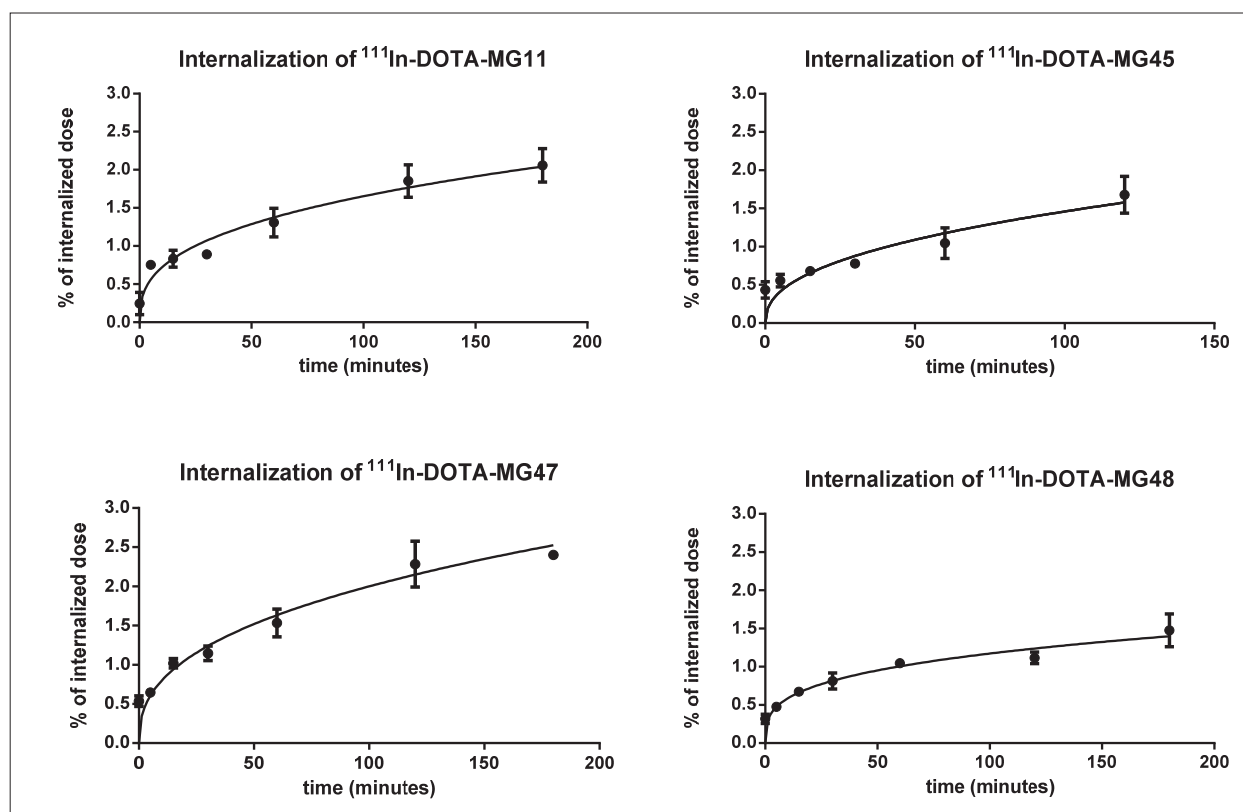 Internalization of ¹¹¹In-DOTA-MG11
3.0
2.5
2.0
1.5
1.0
0.5
0.0
% of internalized dose
0 50 100 150 200
time (minutes)
Internalization of ¹¹¹In-DOTA-MG45
3.0
2.5
2.0
1.5
1.0
0.5
0.0
% of internalized dose
0 50 100 150
time (minutes)
Internalization of ¹¹¹In-DOTA-MG47
3.0
2.5
2.0
1.5
1.0
0.5
0.0
% of internalized dose
0 50 100 150 200
time (minutes)
Internalization of ¹¹¹In-DOTA-MG48
3.0
2.5
2.0
1.5
1.0
0.5
0.0
% of internalized dose
0 50 100 150 200
time (minutes)